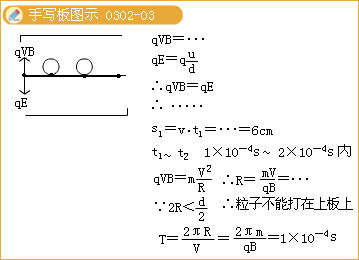 手写板图示 0302-03
qVB
qE
qVB=···
qE=q u/d
∴qVB=qE
∴ ·····
s₁=v·t₁=···=6cm
t₁~ t₂ 1×10⁻⁴s ~ 2×10⁻⁴s 内
qVB=m V²/R ∴R= mV/qB =···
∵2R< d/2 ∴粒子不能打在上板上
T= 2πR/V = 2πm/qB =1×10⁻⁴s